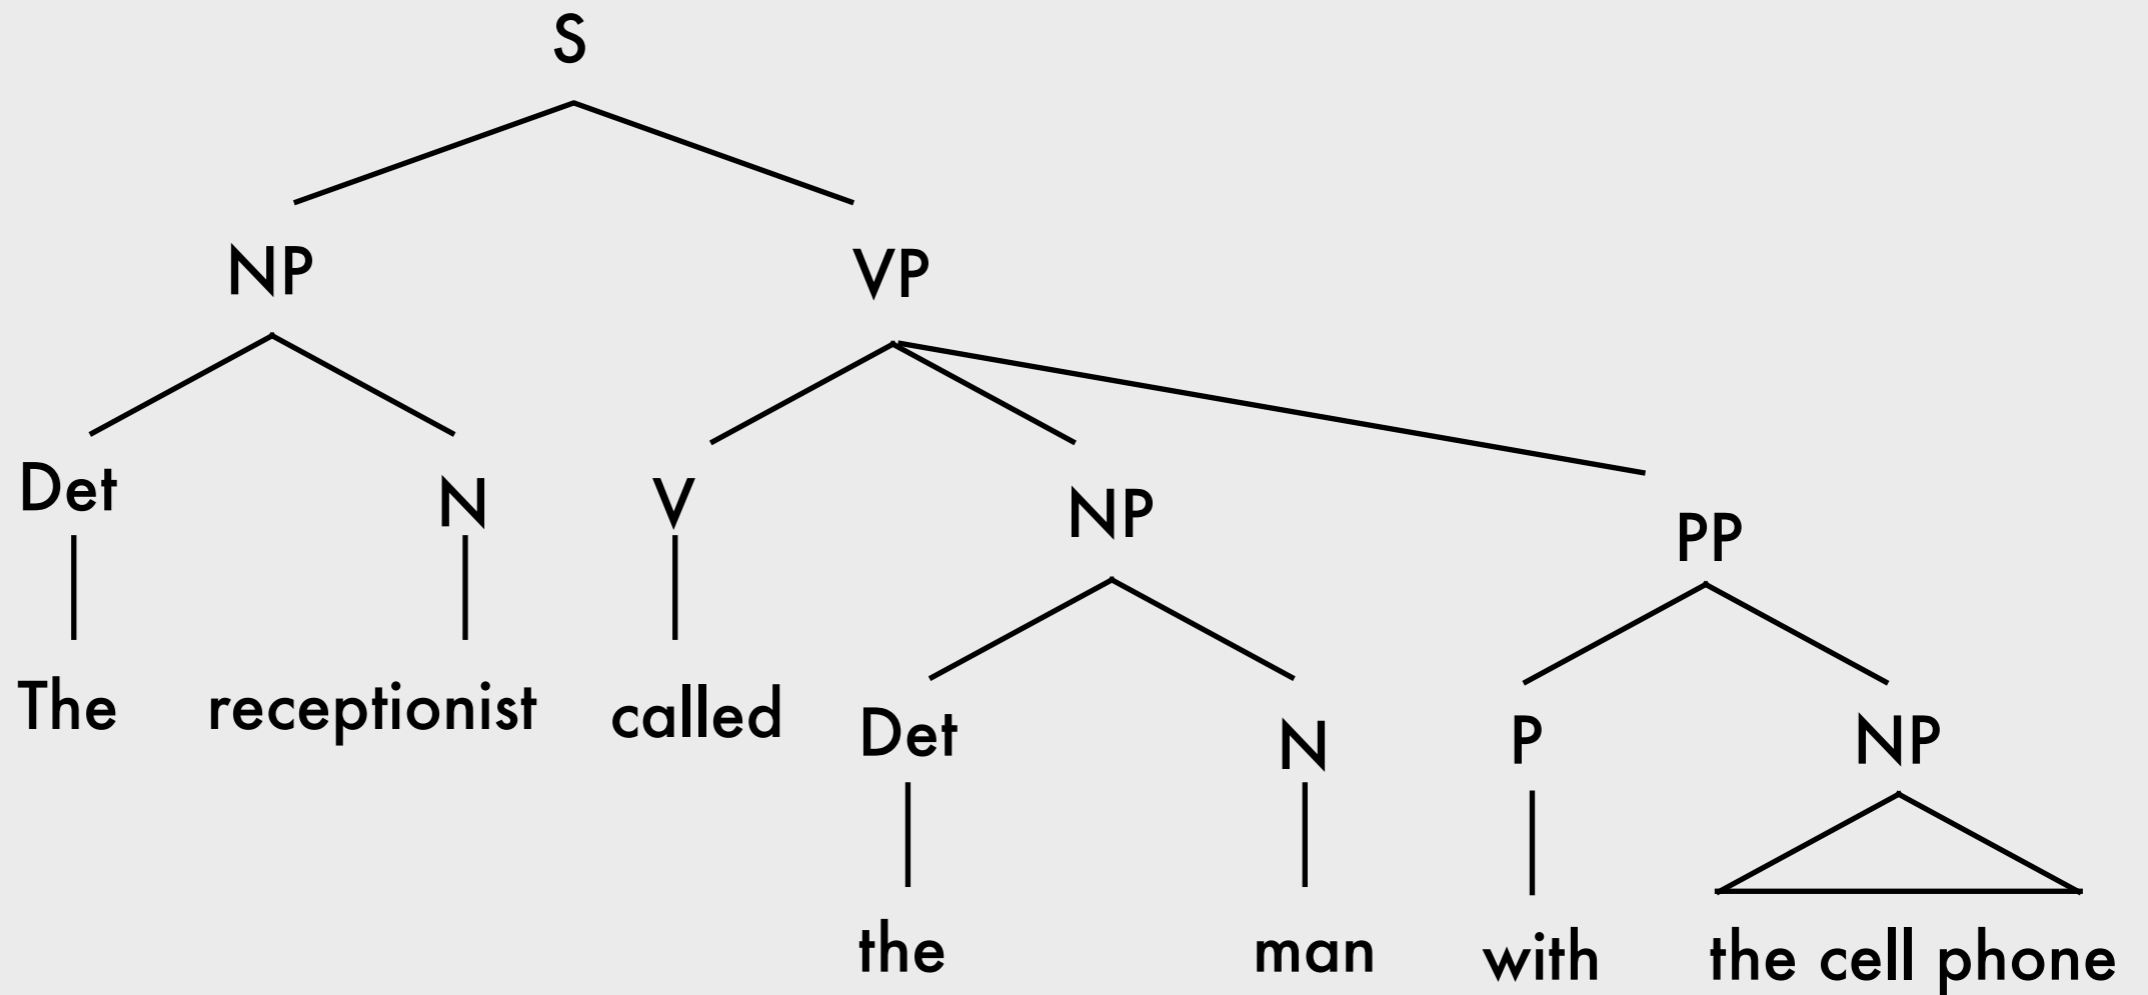 S
NP VP
Det N V NP PP
The receptionist called Det N P NP
the man with the cell phone